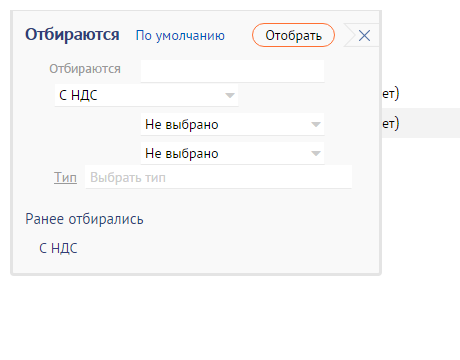 Отбираются По умолчанию Отобрать
Отбираются
С НДС
ет)
Не выбрано
ет)
Не выбрано
Тип Выбрать тип
Ранее отбирались
С НДС